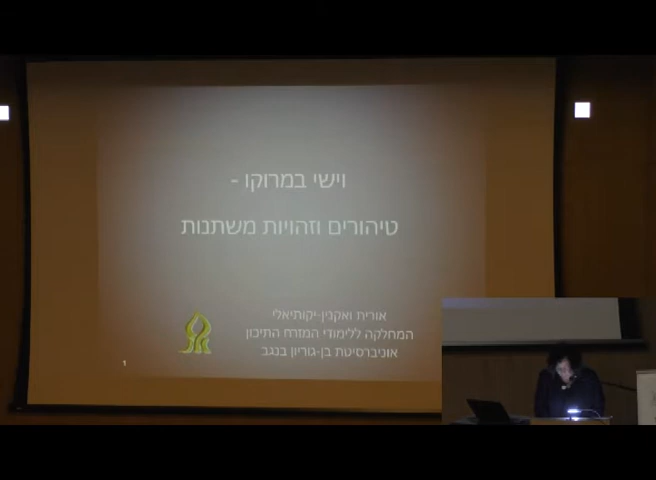 וישי במרוקו -
טיהורים וזהויות משתנות
אורית ואקנין-יקותיאלי
המחלקה ללימודי המזרח התיכון
אוניברסיטת בן-גוריון בנגב
1